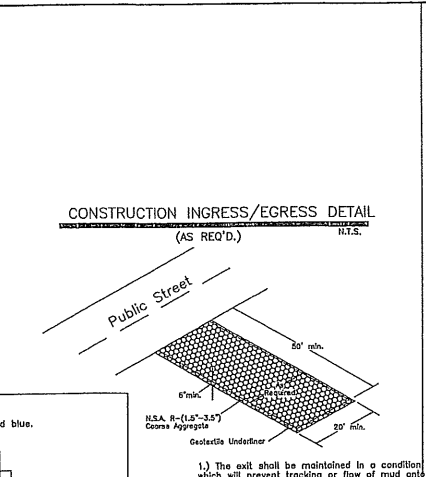 CONSTRUCTION INGRESS/EGRESS DETAIL
(AS REQ'D.)
N.T.S.
Public Street
50' min.
As
Required
6"min.
N.S.A. R-(1.5"-3.5")
Coarse Aggregate
20' min.
Geotextile Underliner
d blue.
1.) The exit shall be maintained in a condition
which will prevent tracking or flow of mud onto